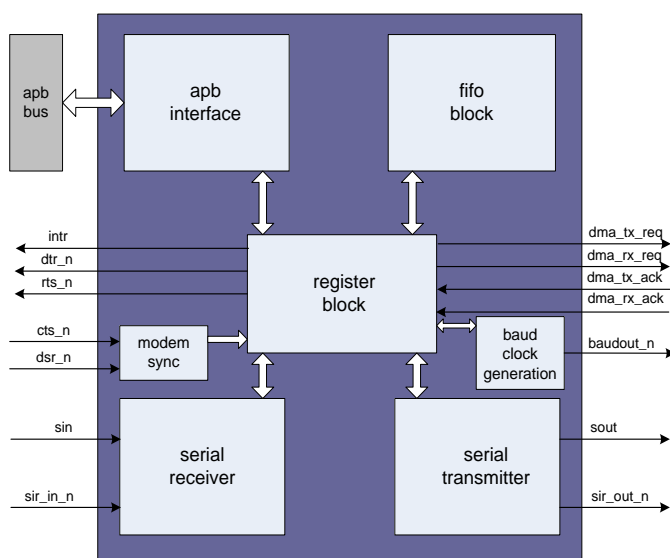 apb
bus
apb
interface
fifo
block
intr
dtr_n
rts_n
register
block
dma_tx_req
dma_rx_req
dma_tx_ack
dma_rx_ack
cts_n
dsr_n
modem
sync
baud
clock
generation
baudout_n
sin
sir_in_n
serial
receiver
serial
transmitter
sout
sir_out_n